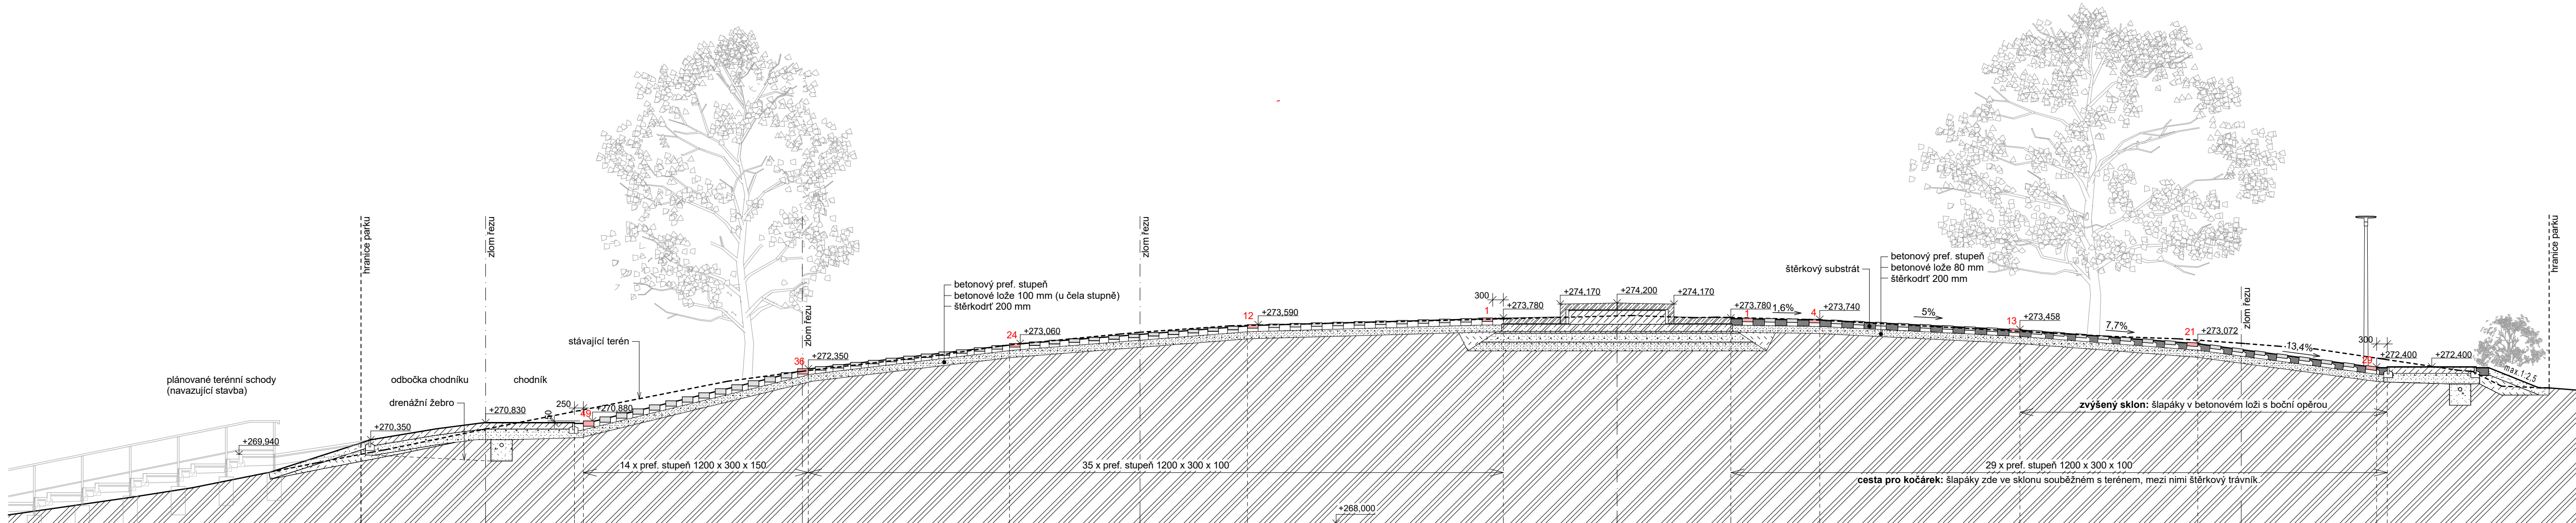 hranice parku
zlom řezu
zlom řezu
zlom řezu
hranice parku
zlom řezu
betonový pref. stupeň
betonové lože 80 mm
štěrkodrť 200 mm
štěrkový substrát
betonový pref. stupeň
betonové lože 100 mm (u čela stupně)
štěrkodrť 200 mm
300
+274,170
+274,200
+274,170
1
+273,780
+273,780
1
1,6%
4
+273,740
5%
12
+273,590
13
+273,458
7,7%
21
+273,072
24
+273,060
stávající terén
13,4%
300
29
+272,400
+272,400
max.1:2,5
36
+272,350
plánované terénní schody
(navazující stavba)
odbočka chodníku
chodník
drenážní žebro
250
49
+270,880
+270,830
+270,350
+269,940
zvýšený sklon: šlapáky v betonovém loži s boční opěrou
14 x pref. stupeň 1200 x 300 x 150
35 x pref. stupeň 1200 x 300 x 100
29 x pref. stupeň 1200 x 300 x 100
cesta pro kočárek: šlapáky zde ve sklonu souběžném s terénem, mezi nimi štěrkový trávník.
+268,000